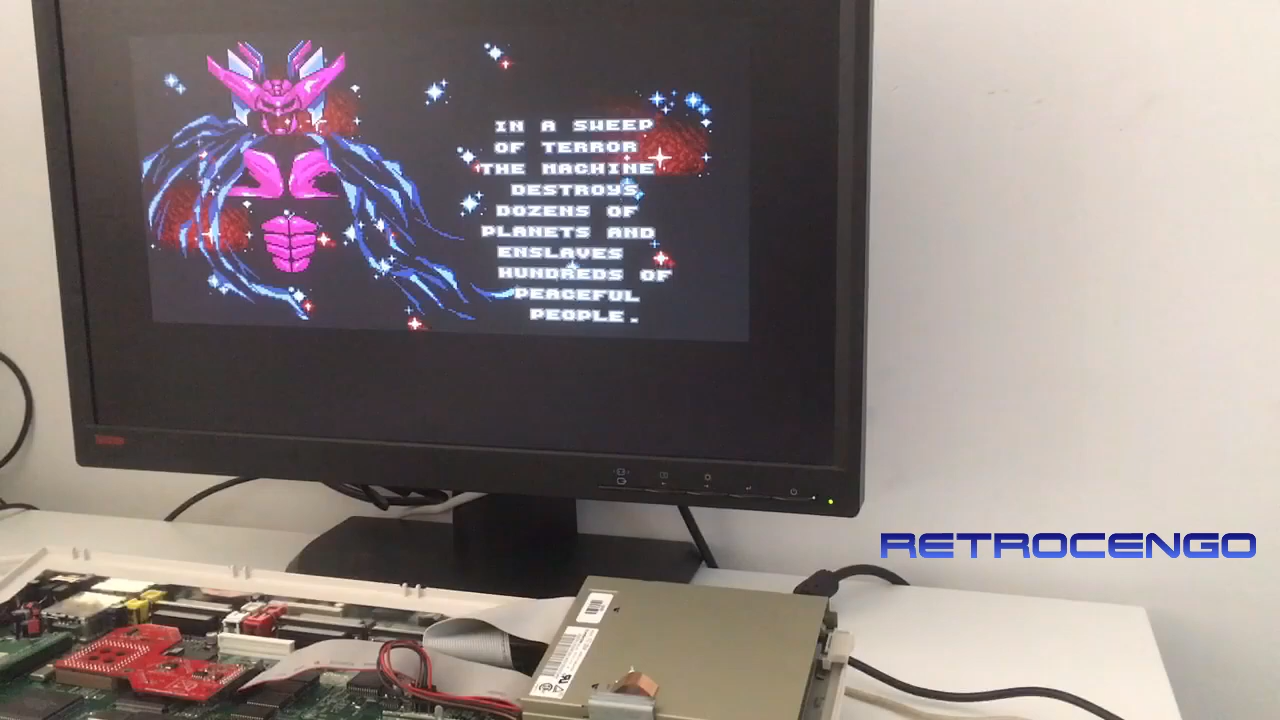 IN A SWEEP
OF TERROR
THE MACHINE
DESTROYS
DOZENS OF
PLANETS AND
ENSLAVES
HUNDREDS OF
PEACEFUL
PEOPLE.
RETROCENGO